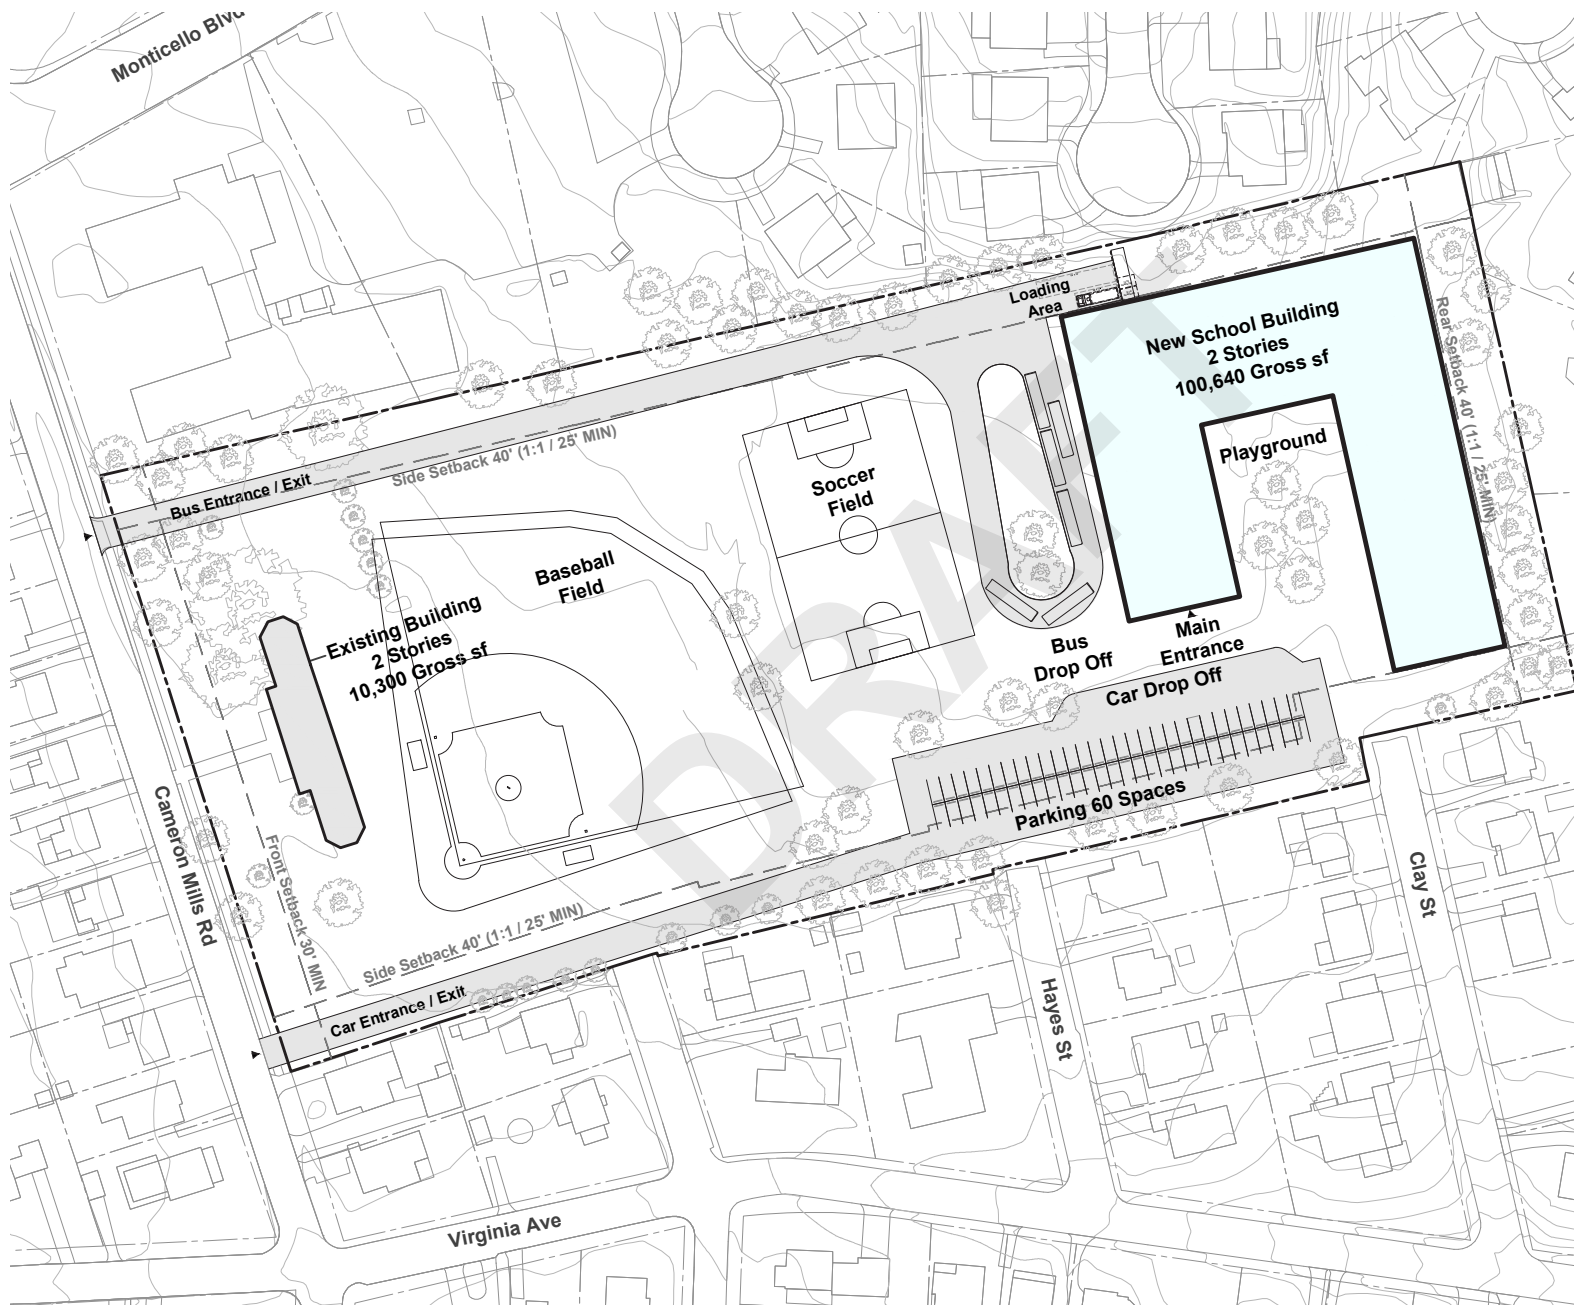 Monticello Blvd
Loading
Area
New School Building
2 Stories
100,640 Gross sf
Rear Setback 40' (1:1 / 25' MIN)
Playground
Side Setback 40' (1:1 / 25' MIN)
Bus Entrance / Exit
Soccer
Field
Baseball
Field
Existing Building
2 Stories
10,300 Gross sf
DRAFT
Main
Entrance
Bus
Drop Off
Car Drop Off
Parking 60 Spaces
Cameron Mills Rd
Front Setback 30' MIN
Side Setback 40' (1:1 / 25' MIN)
Car Entrance / Exit
Clay St
Hayes St
Virginia Ave